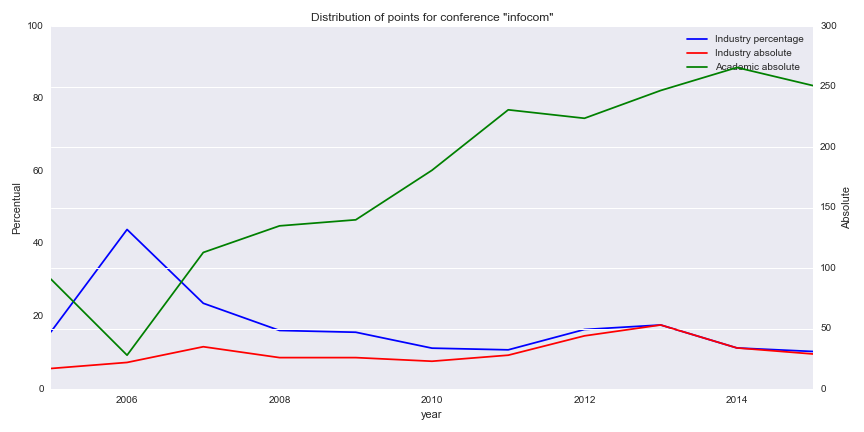 Distribution of points for conference "infocom"
100
80
60
40
20
0
Percentual
300
250
200
150
100
50
0
Absolute
Industry percentage
Industry absolute
Academic absolute
2006
2008
2010
2012
2014
year